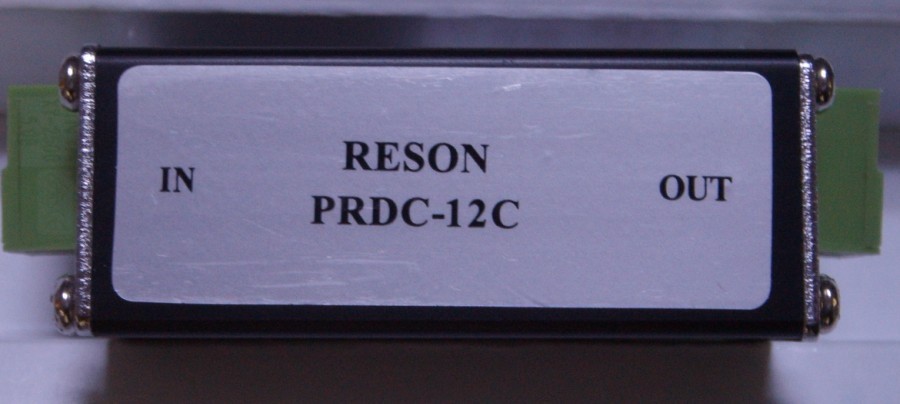 RESON
IN
OUT
PRDC-12C